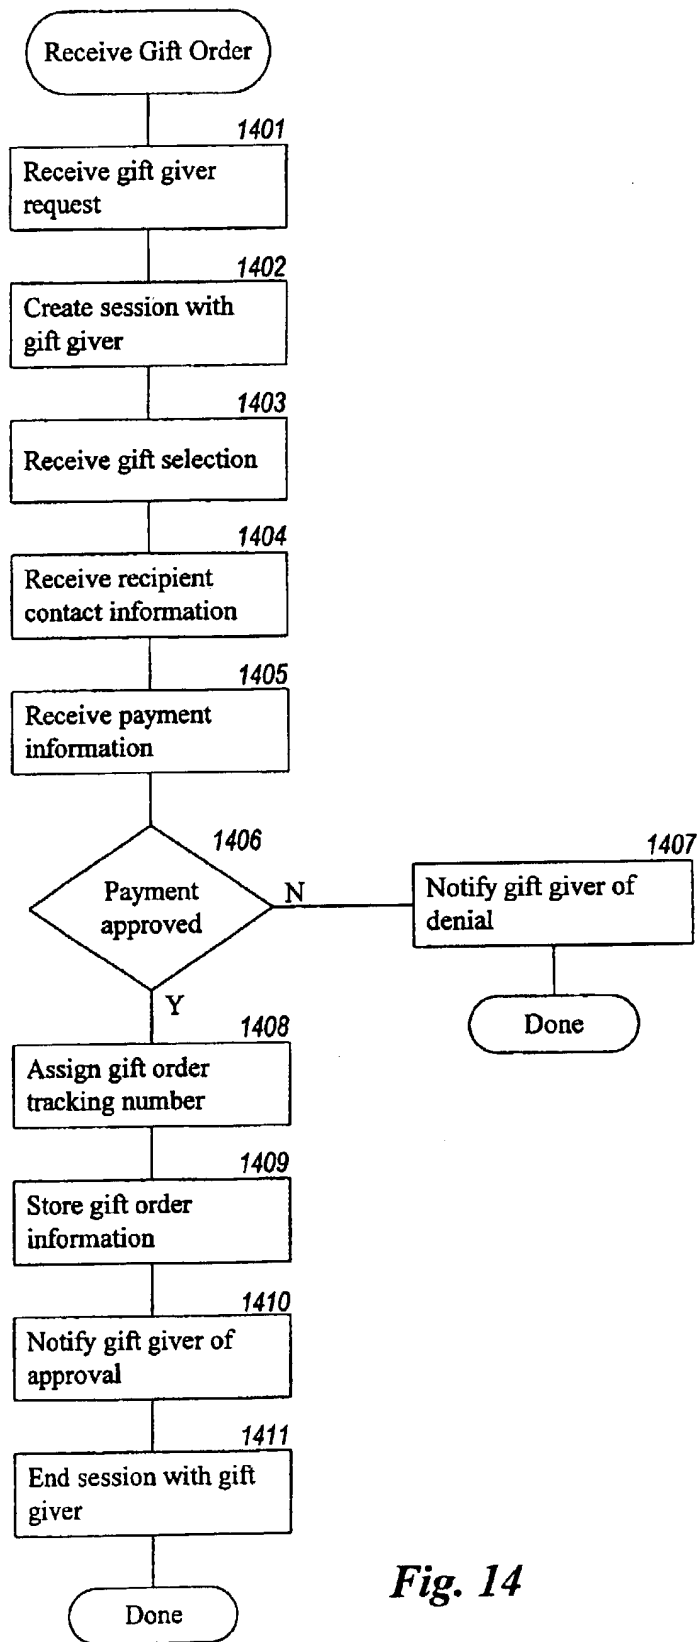 Receive Gift Order
1401
Receive gift giver
request
1402
Create session with
gift giver
1403
Receive gift selection
1404
Receive recipient
contact information
1405
Receive payment
information
1406
Payment
approved
N
1407
Notify gift giver of
denial
Done
Y
1408
Assign gift order
tracking number
1409
Store gift order
information
1410
Notify gift giver of
approval
1411
End session with gift
giver
Done
Fig. 14